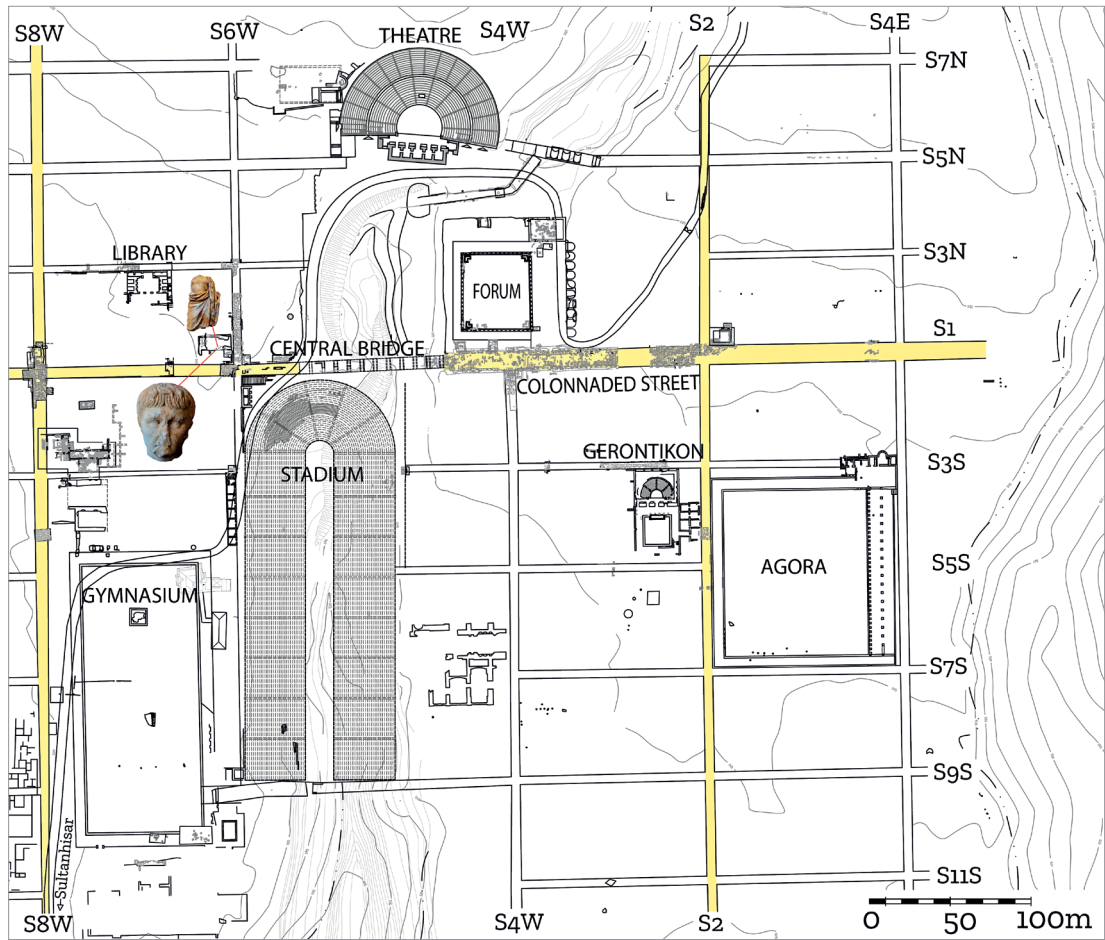 S8W
S6W
THEATRE
S4W
S2
S4E
S7N
S5N
LIBRARY
S3N
FORUM
S1
CENTRAL BRIDGE
COLONNADED STREET
GERONTIKON
S3S
STADIUM
AGORA
S5S
GYMNASIUM
S7S
S9S
Sultanhisar
S11S
S8W
S4W
S2
0 50 100m